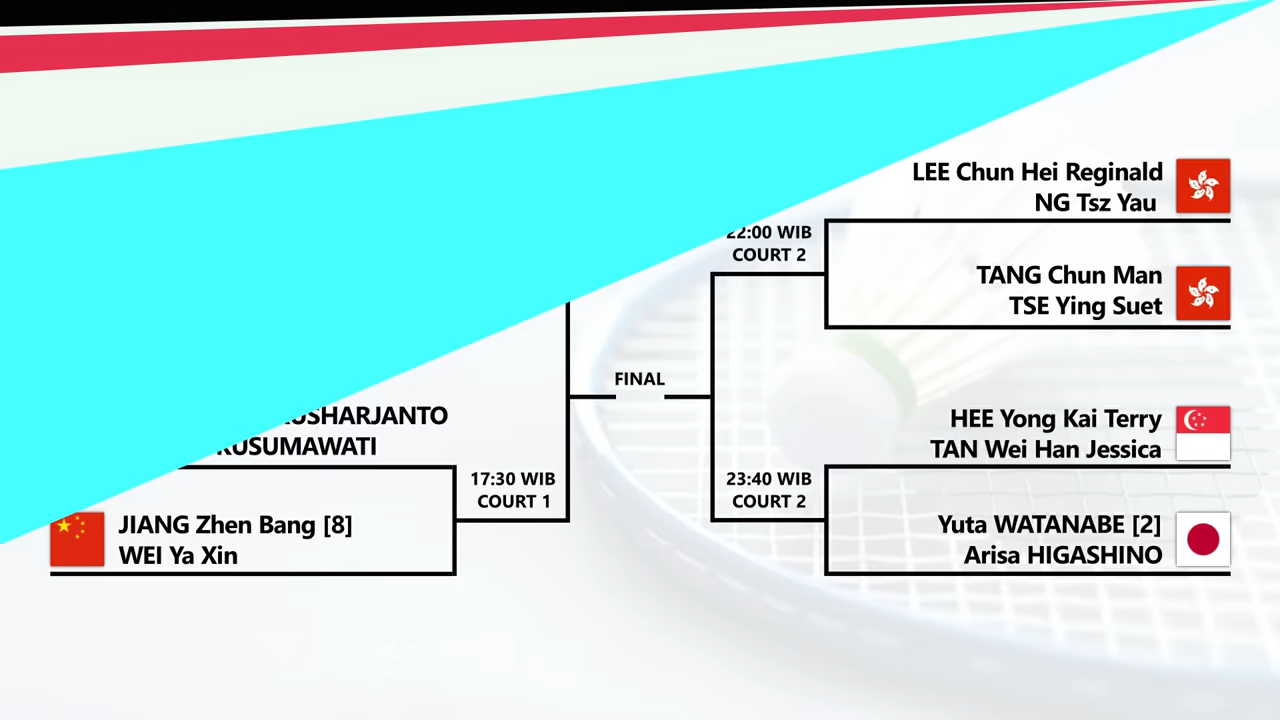 LEE Chun Hei Reginald
NG Tsz Yau
22:00 WIB
COURT 2
TANG Chun Man
TSE Ying Suet
FINAL
HEE Yong Kai Terry
TAN Wei Han Jessica
17:30 WIB
COURT 1
23:40 WIB
COURT 2
JIANG Zhen Bang [8]
WEI Ya Xin
Yuta WATANABE [2]
Arisa HIGASHINO